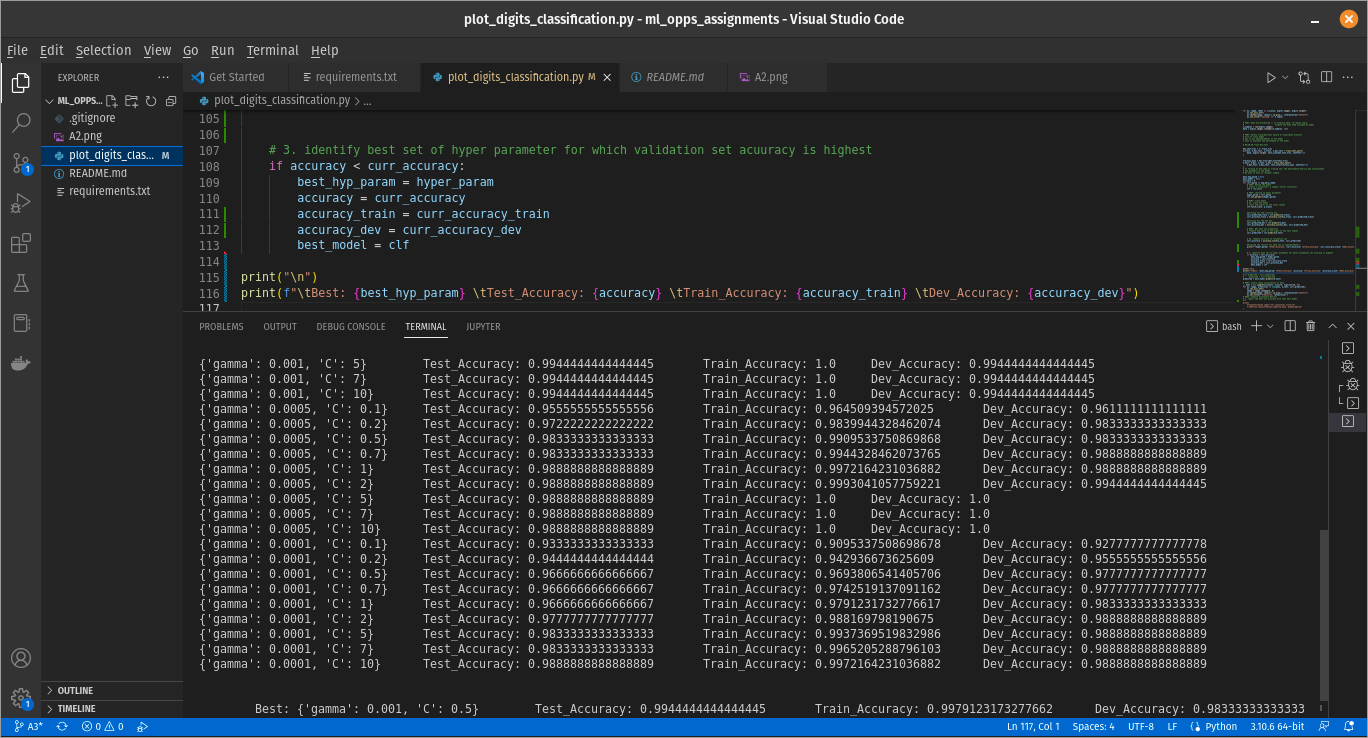 plot_digits_classification.py - ml_opps_assignments - Visual Studio Code
File Edit Selection View Go Run Terminal Help
EXPLORER ...
Get Started requirements.txt plot_digits_classification.py M README.md A2.png
ML_OPPS...
plot_digits_classification.py > ...
.gitignore
A2.png
plot_digits_clas... M
README.md
requirements.txt
105
106
107 # 3. identify best set of hyper parameter for which validation set acuuracy is highest
108 if accuracy < curr_accuracy:
109 best_hyp_param = hyper_param
110 accuracy = curr_accuracy
111 accuracy_train = curr_accuracy_train
112 accuracy_dev = curr_accuracy_dev
113 best_model = clf
114
115 print("\n")
116 print(f"\tBest: {best_hyp_param} \tTest_Accuracy: {accuracy} \tTrain_Accuracy: {accuracy_train} \tDev_Accuracy: {accuracy_dev}")
117
PROBLEMS OUTPUT DEBUG CONSOLE TERMINAL JUPYTER bash
{'gamma': 0.001, 'C': 5} Test_Accuracy: 0.9944444444444445 Train_Accuracy: 1.0 Dev_Accuracy: 0.9944444444444445
{'gamma': 0.001, 'C': 7} Test_Accuracy: 0.9944444444444445 Train_Accuracy: 1.0 Dev_Accuracy: 0.9944444444444445
{'gamma': 0.001, 'C': 10} Test_Accuracy: 0.9944444444444445 Train_Accuracy: 1.0 Dev_Accuracy: 0.9944444444444445
{'gamma': 0.0005, 'C': 0.1} Test_Accuracy: 0.9555555555555556 Train_Accuracy: 0.964509394572025 Dev_Accuracy: 0.9611111111111111
{'gamma': 0.0005, 'C': 0.2} Test_Accuracy: 0.9722222222222222 Train_Accuracy: 0.9839944328462074 Dev_Accuracy: 0.9833333333333333
{'gamma': 0.0005, 'C': 0.5} Test_Accuracy: 0.9833333333333333 Train_Accuracy: 0.9909533750869868 Dev_Accuracy: 0.9833333333333333
{'gamma': 0.0005, 'C': 0.7} Test_Accuracy: 0.9833333333333333 Train_Accuracy: 0.9944328462073765 Dev_Accuracy: 0.9888888888888889
{'gamma': 0.0005, 'C': 1} Test_Accuracy: 0.9888888888888889 Train_Accuracy: 0.9972164231036882 Dev_Accuracy: 0.9888888888888889
{'gamma': 0.0005, 'C': 2} Test_Accuracy: 0.9888888888888889 Train_Accuracy: 0.9993041057759221 Dev_Accuracy: 0.9944444444444445
{'gamma': 0.0005, 'C': 5} Test_Accuracy: 0.9888888888888889 Train_Accuracy: 1.0 Dev_Accuracy: 1.0
{'gamma': 0.0005, 'C': 7} Test_Accuracy: 0.9888888888888889 Train_Accuracy: 1.0 Dev_Accuracy: 1.0
{'gamma': 0.0005, 'C': 10} Test_Accuracy: 0.9888888888888889 Train_Accuracy: 1.0 Dev_Accuracy: 1.0
{'gamma': 0.0001, 'C': 0.1} Test_Accuracy: 0.9333333333333333 Train_Accuracy: 0.9095337508698678 Dev_Accuracy: 0.9277777777777778
{'gamma': 0.0001, 'C': 0.2} Test_Accuracy: 0.9444444444444444 Train_Accuracy: 0.942936673625609 Dev_Accuracy: 0.9555555555555556
{'gamma': 0.0001, 'C': 0.5} Test_Accuracy: 0.9666666666666667 Train_Accuracy: 0.9693806541405706 Dev_Accuracy: 0.9777777777777777
{'gamma': 0.0001, 'C': 0.7} Test_Accuracy: 0.9666666666666667 Train_Accuracy: 0.9742519137091162 Dev_Accuracy: 0.9777777777777777
{'gamma': 0.0001, 'C': 1} Test_Accuracy: 0.9666666666666667 Train_Accuracy: 0.9791231732776617 Dev_Accuracy: 0.9833333333333333
{'gamma': 0.0001, 'C': 2} Test_Accuracy: 0.9777777777777777 Train_Accuracy: 0.988169798190675 Dev_Accuracy: 0.9888888888888889
{'gamma': 0.0001, 'C': 5} Test_Accuracy: 0.9833333333333333 Train_Accuracy: 0.9937369519832986 Dev_Accuracy: 0.9888888888888889
{'gamma': 0.0001, 'C': 7} Test_Accuracy: 0.9833333333333333 Train_Accuracy: 0.9965205288796103 Dev_Accuracy: 0.9888888888888889
{'gamma': 0.0001, 'C': 10} Test_Accuracy: 0.9888888888888889 Train_Accuracy: 0.9972164231036882 Dev_Accuracy: 0.9888888888888889
Best: {'gamma': 0.001, 'C': 0.5} Test_Accuracy: 0.9944444444444445 Train_Accuracy: 0.9979123173277662 Dev_Accuracy: 0.98333333333333
OUTLINE
TIMELINE
1
1
A3* 0 0 Ln 117, Col 1 Spaces: 4 UTF-8 LF Python 3.10.6 64-bit